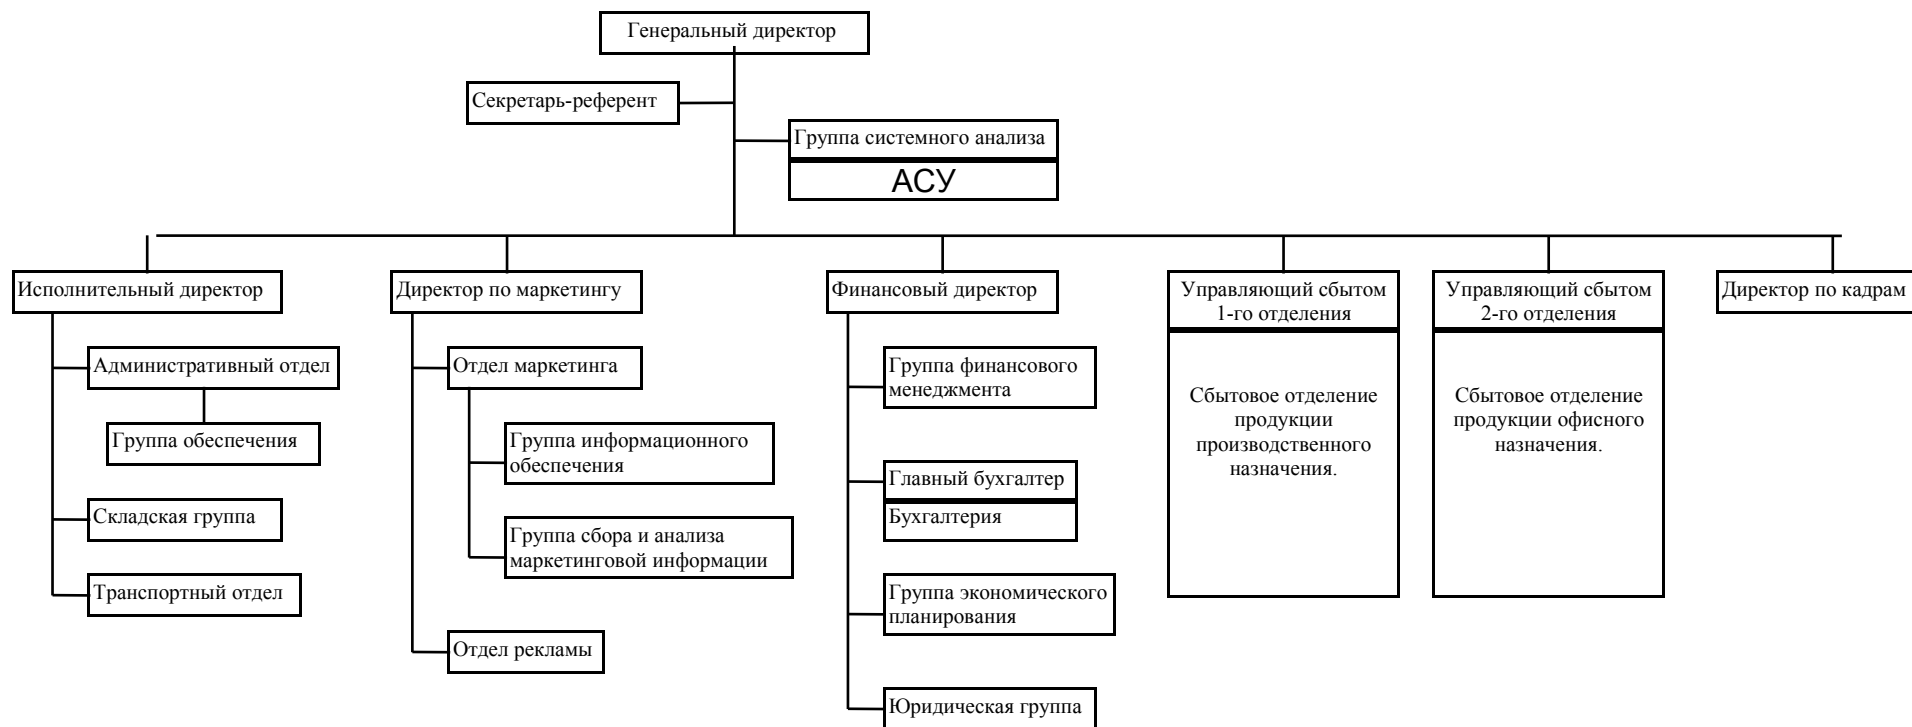 Генеральный директор
Секретарь-референт
Группа системного анализа
АСУ
Исполнительный директор
Директор по маркетингу
Финансовый директор
Управляющий сбытом
1-го отделения
Управляющий сбытом
2-го отделения
Директор по кадрам
Административный отдел
Группа обеспечения
Складская группа
Транспортный отдел
Отдел маркетинга
Группа информационного
обеспечения
Группа сбора и анализа
маркетинговой информации
Отдел рекламы
Группа финансового
менеджмента
Главный бухгалтер
Бухгалтерия
Группа экономического
планирования
Юридическая группа
Сбытовое отделение
продукции
производственного
назначения.
Сбытовое отделение
продукции офисного
назначения.